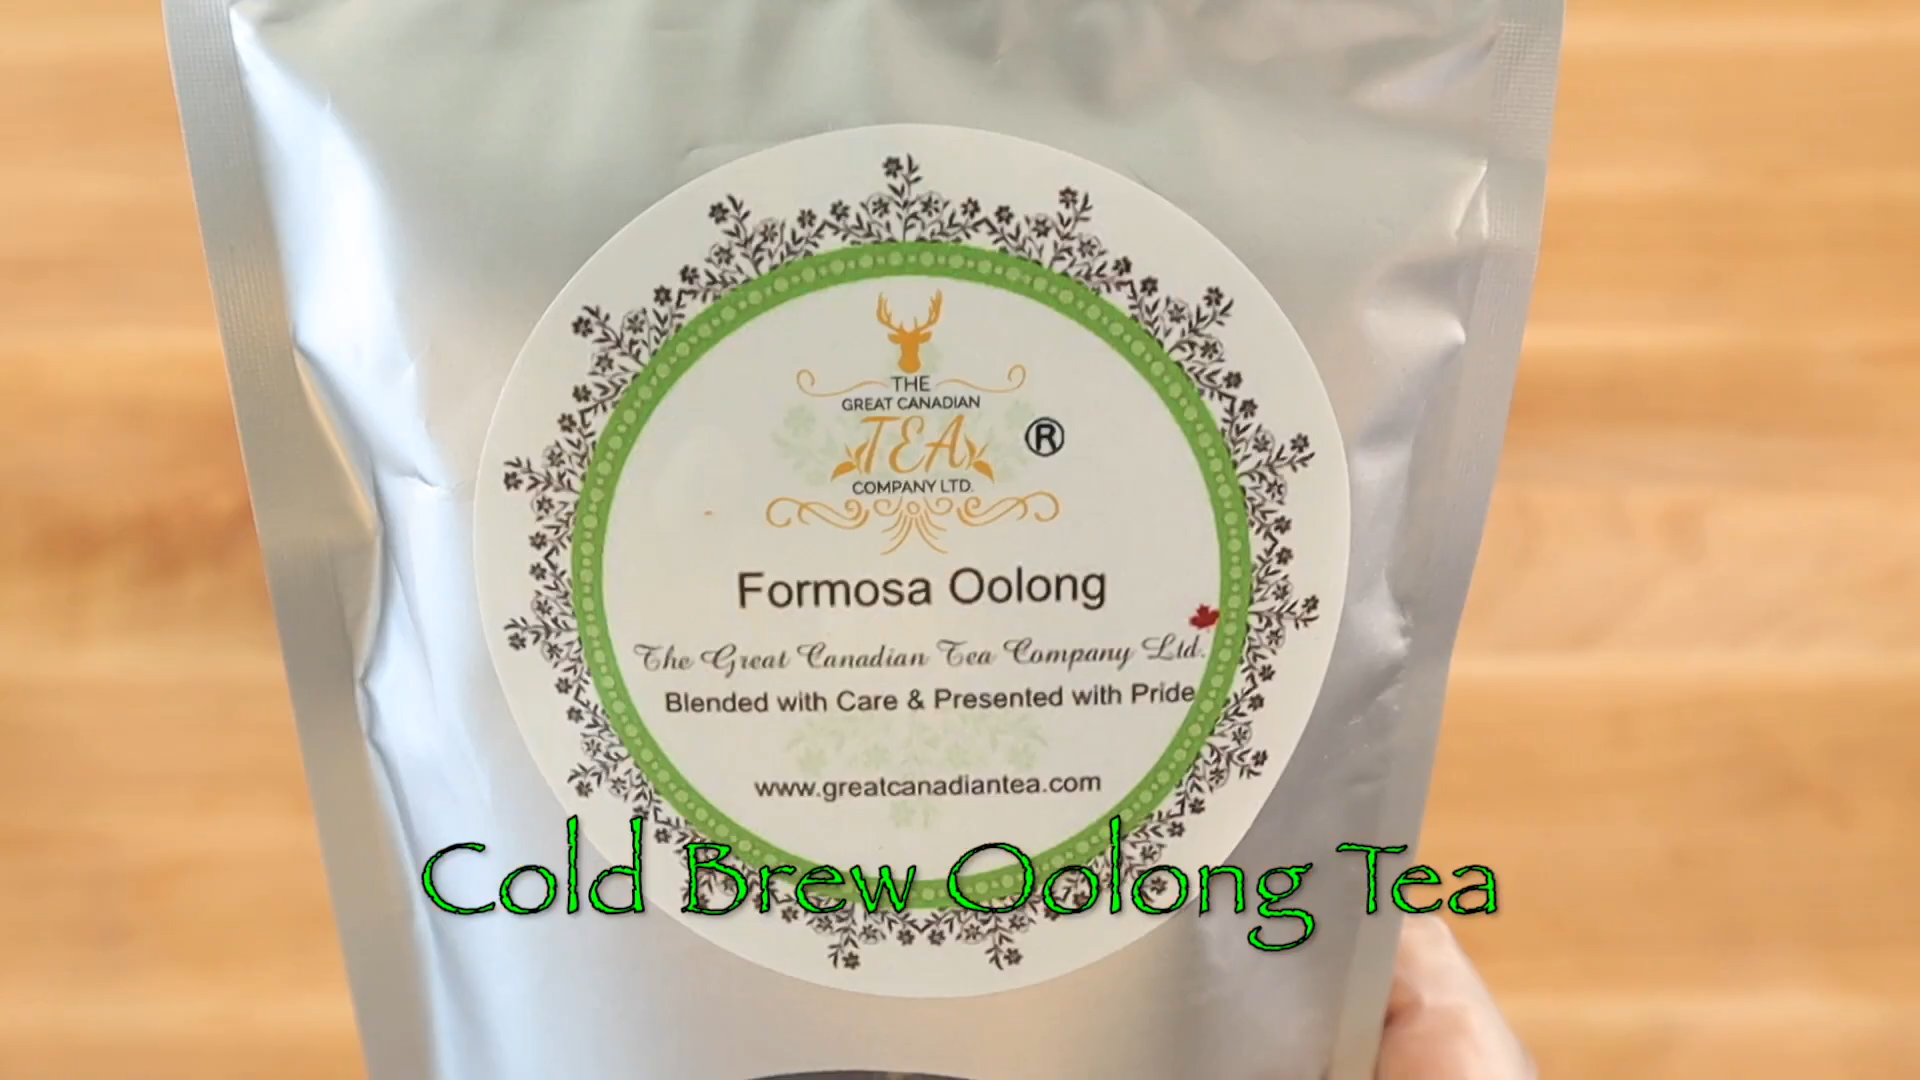 THE
GREAT CANADIAN
TEA
COMPANY LTD.
®
Formosa Oolong
The Great Canadian Tea Company Ltd.
Blended with Care & Presented with Pride
www.greatcanadiantea.com
Cold Brew Oolong Tea